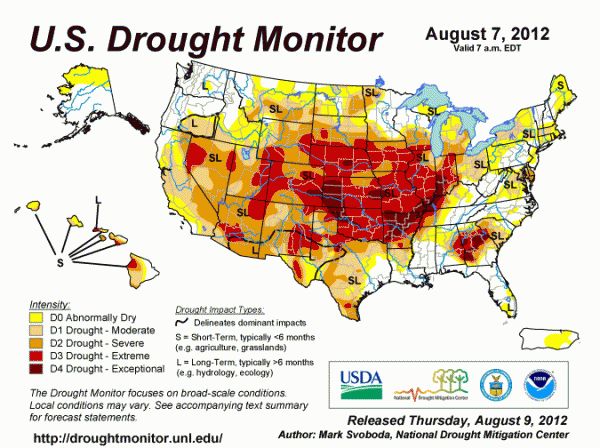 U.S. Drought Monitor
August 7, 2012
Valid 7 a.m. EDT
L
SL
SL
S
SL
SL
SL
SL
SL
SL
SL
L
L
SL
SL
L
S
Intensity:
D0 Abnormally Dry
D1 Drought - Moderate
D2 Drought - Severe
D3 Drought - Extreme
D4 Drought - Exceptional
Drought Impact Types:
Delineates dominant impacts
S = Short-Term, typically <6 months
(e.g. agriculture, grasslands)
L = Long-Term, typically >6 months
(e.g. hydrology, ecology)
The Drought Monitor focuses on broad-scale conditions.
Local conditions may vary. See accompanying text summary
for forecast statements.
http://droughtmonitor.unl.edu/
USDA
National Drought Mitigation Center
Released Thursday, August 9, 2012
Author: Mark Svoboda, National Drought Mitigation Center